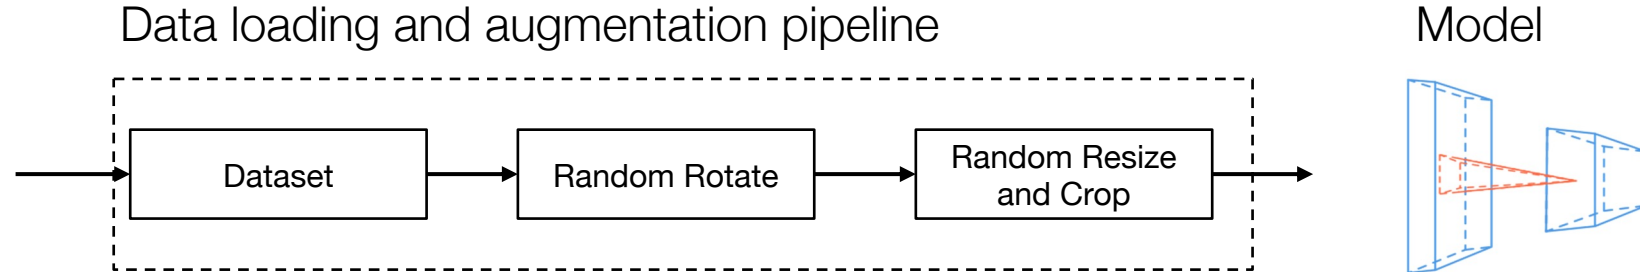 Data loading and augmentation pipeline
Model
Dataset
Random Rotate
Random Resize
and Crop